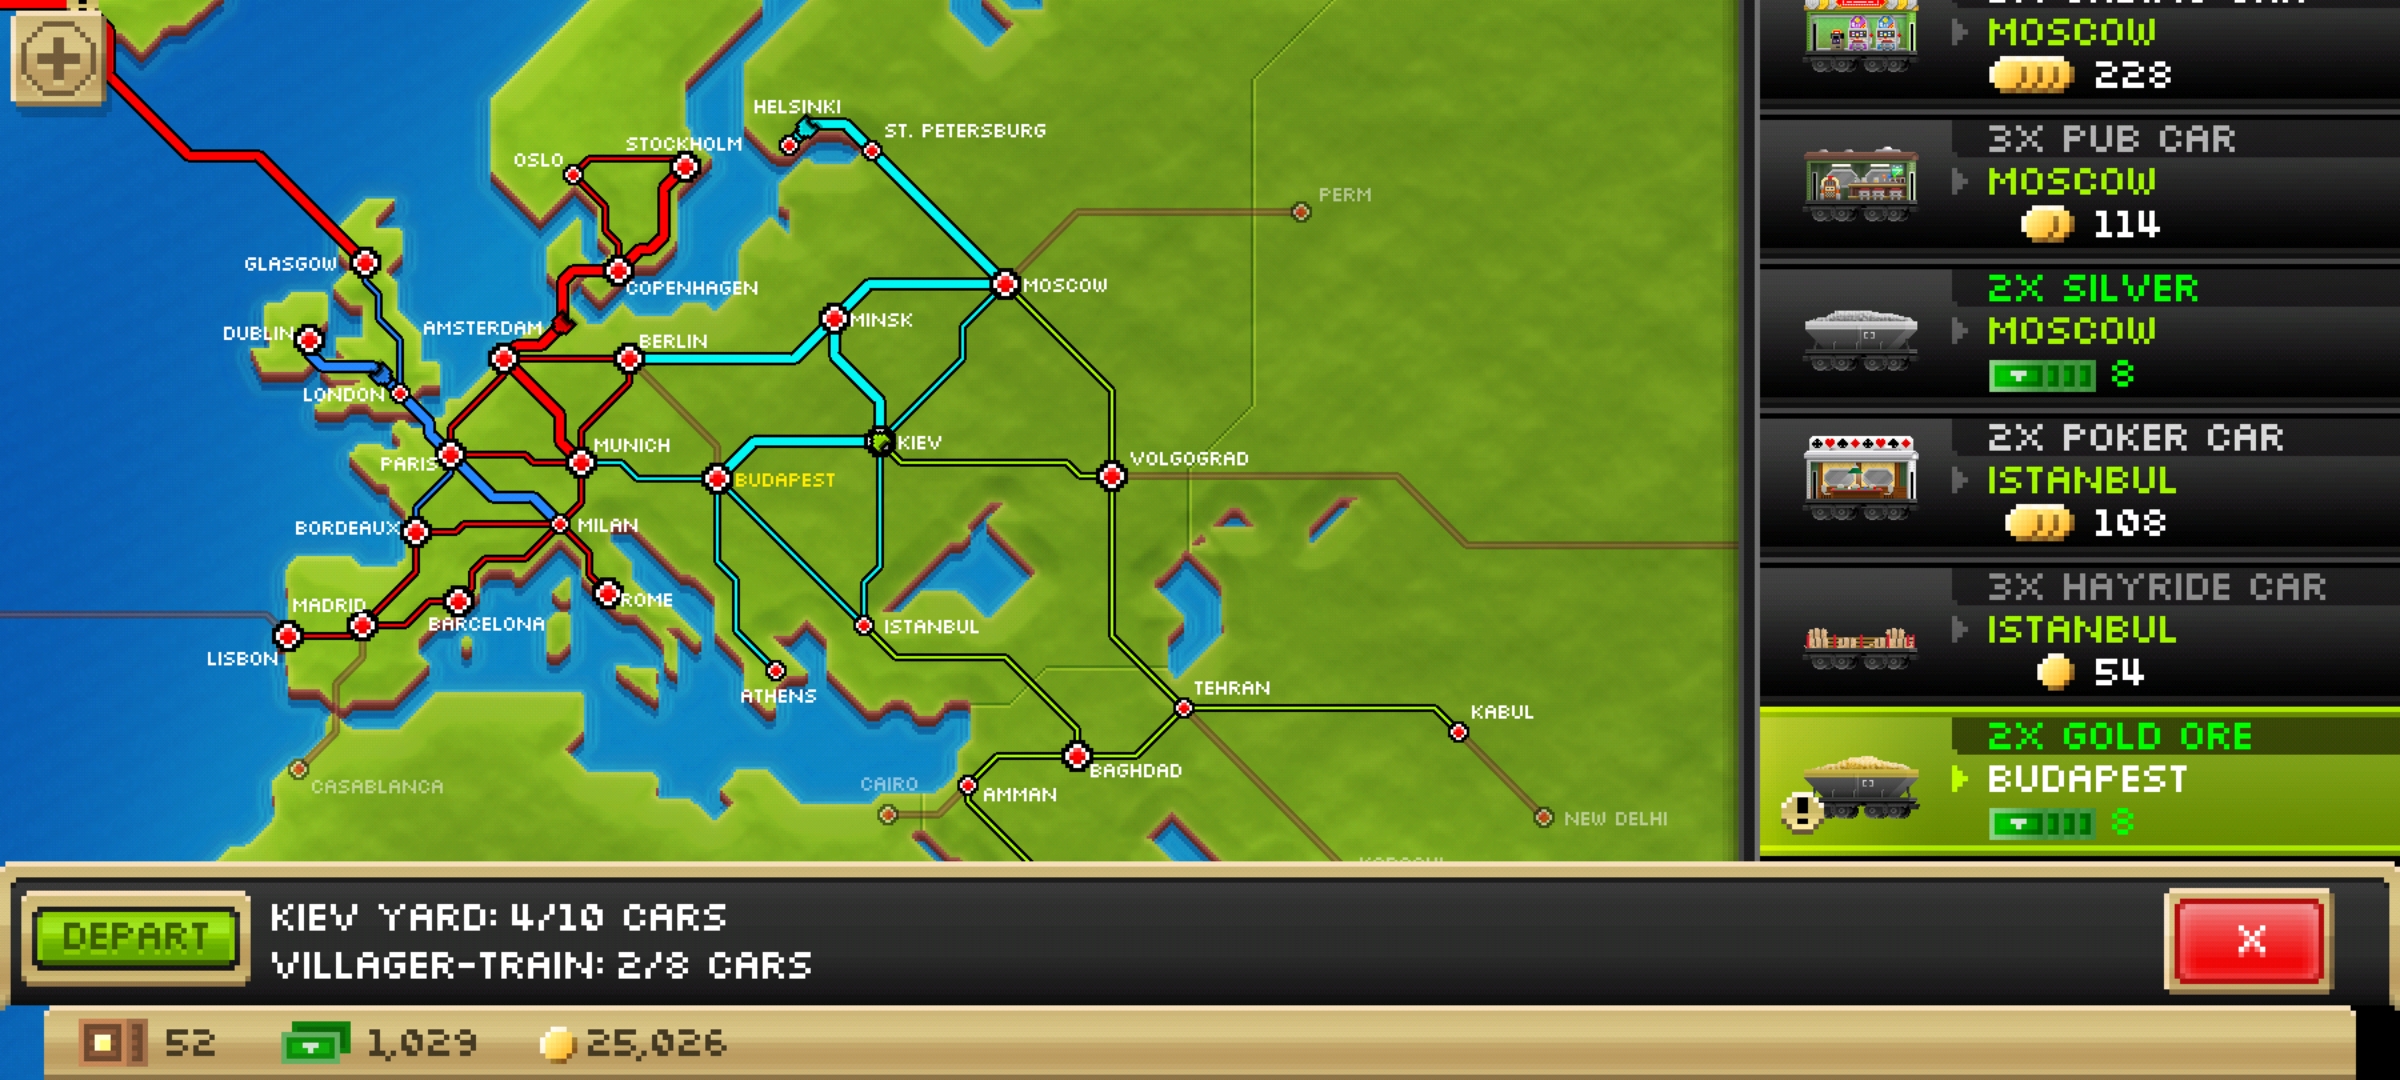 MOSCOW
228
3X PUB CAR
MOSCOW
114
2X SILVER
MOSCOW
8
2X POKER CAR
ISTANBUL
108
3X HAYRIDE CAR
ISTANBUL
54
2X GOLD ORE
BUDAPEST
8
HELSINKI
ST. PETERSBURG
STOCKHOLM
OSLO
PERM
GLASGOW
COPENHAGEN
MOSCOW
DUBLIN
AMSTERDAM
BERLIN
MINSK
LONDON
PARIS
MUNICH
KIEV
VOLGOGRAD
BUDAPEST
BORDEAUX
MILAN
MADRID
BARCELONA
ROME
ISTANBUL
LISBON
ATHENS
TEHRAN
KABUL
CASABLANCA
CAIRO
AMMAN
BAGHDAD
NEW DELHI
DEPART
KIEV YARD: 4/10 CARS
VILLAGER-TRAIN: 2/8 CARS
X
52
1,029
25,026